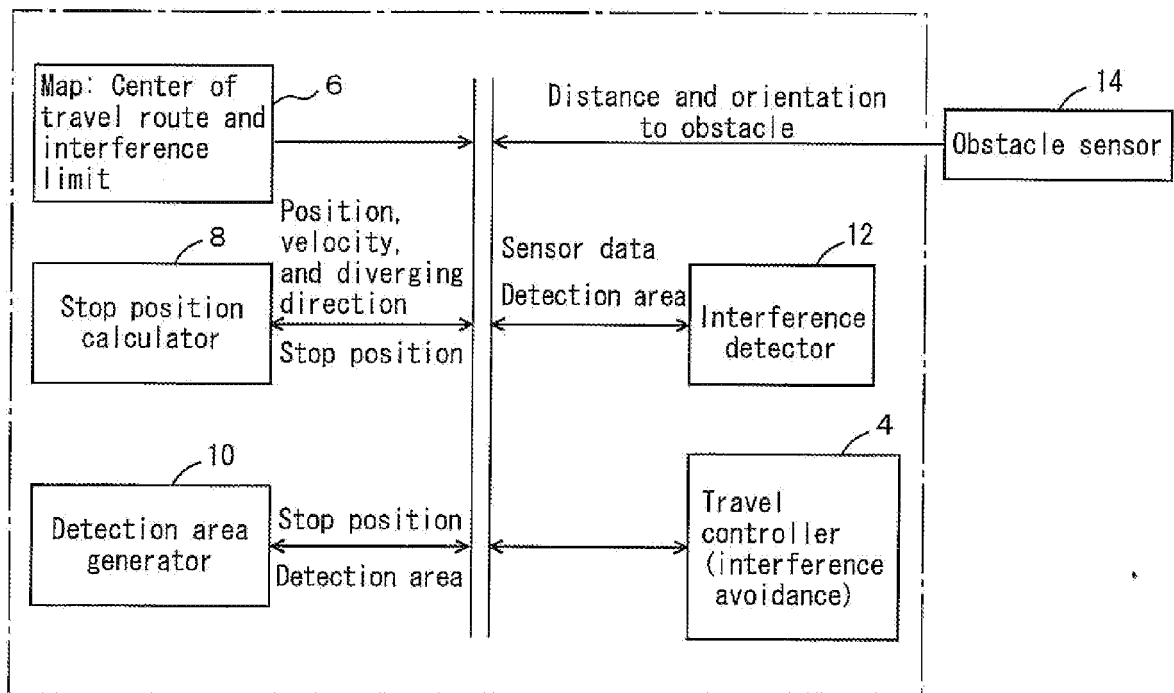 Map: Center of
travel route and
interference
limit
6
Distance and orientation
to obstacle
14
Obstacle sensor
8
Stop position
calculator
Position,
velocity,
and diverging
direction
Stop position
Sensor data
Detection area
12
Interference
detector
10
Detection area
generator
Stop position
Detection area
4
Travel
controller
(interference
avoidance)